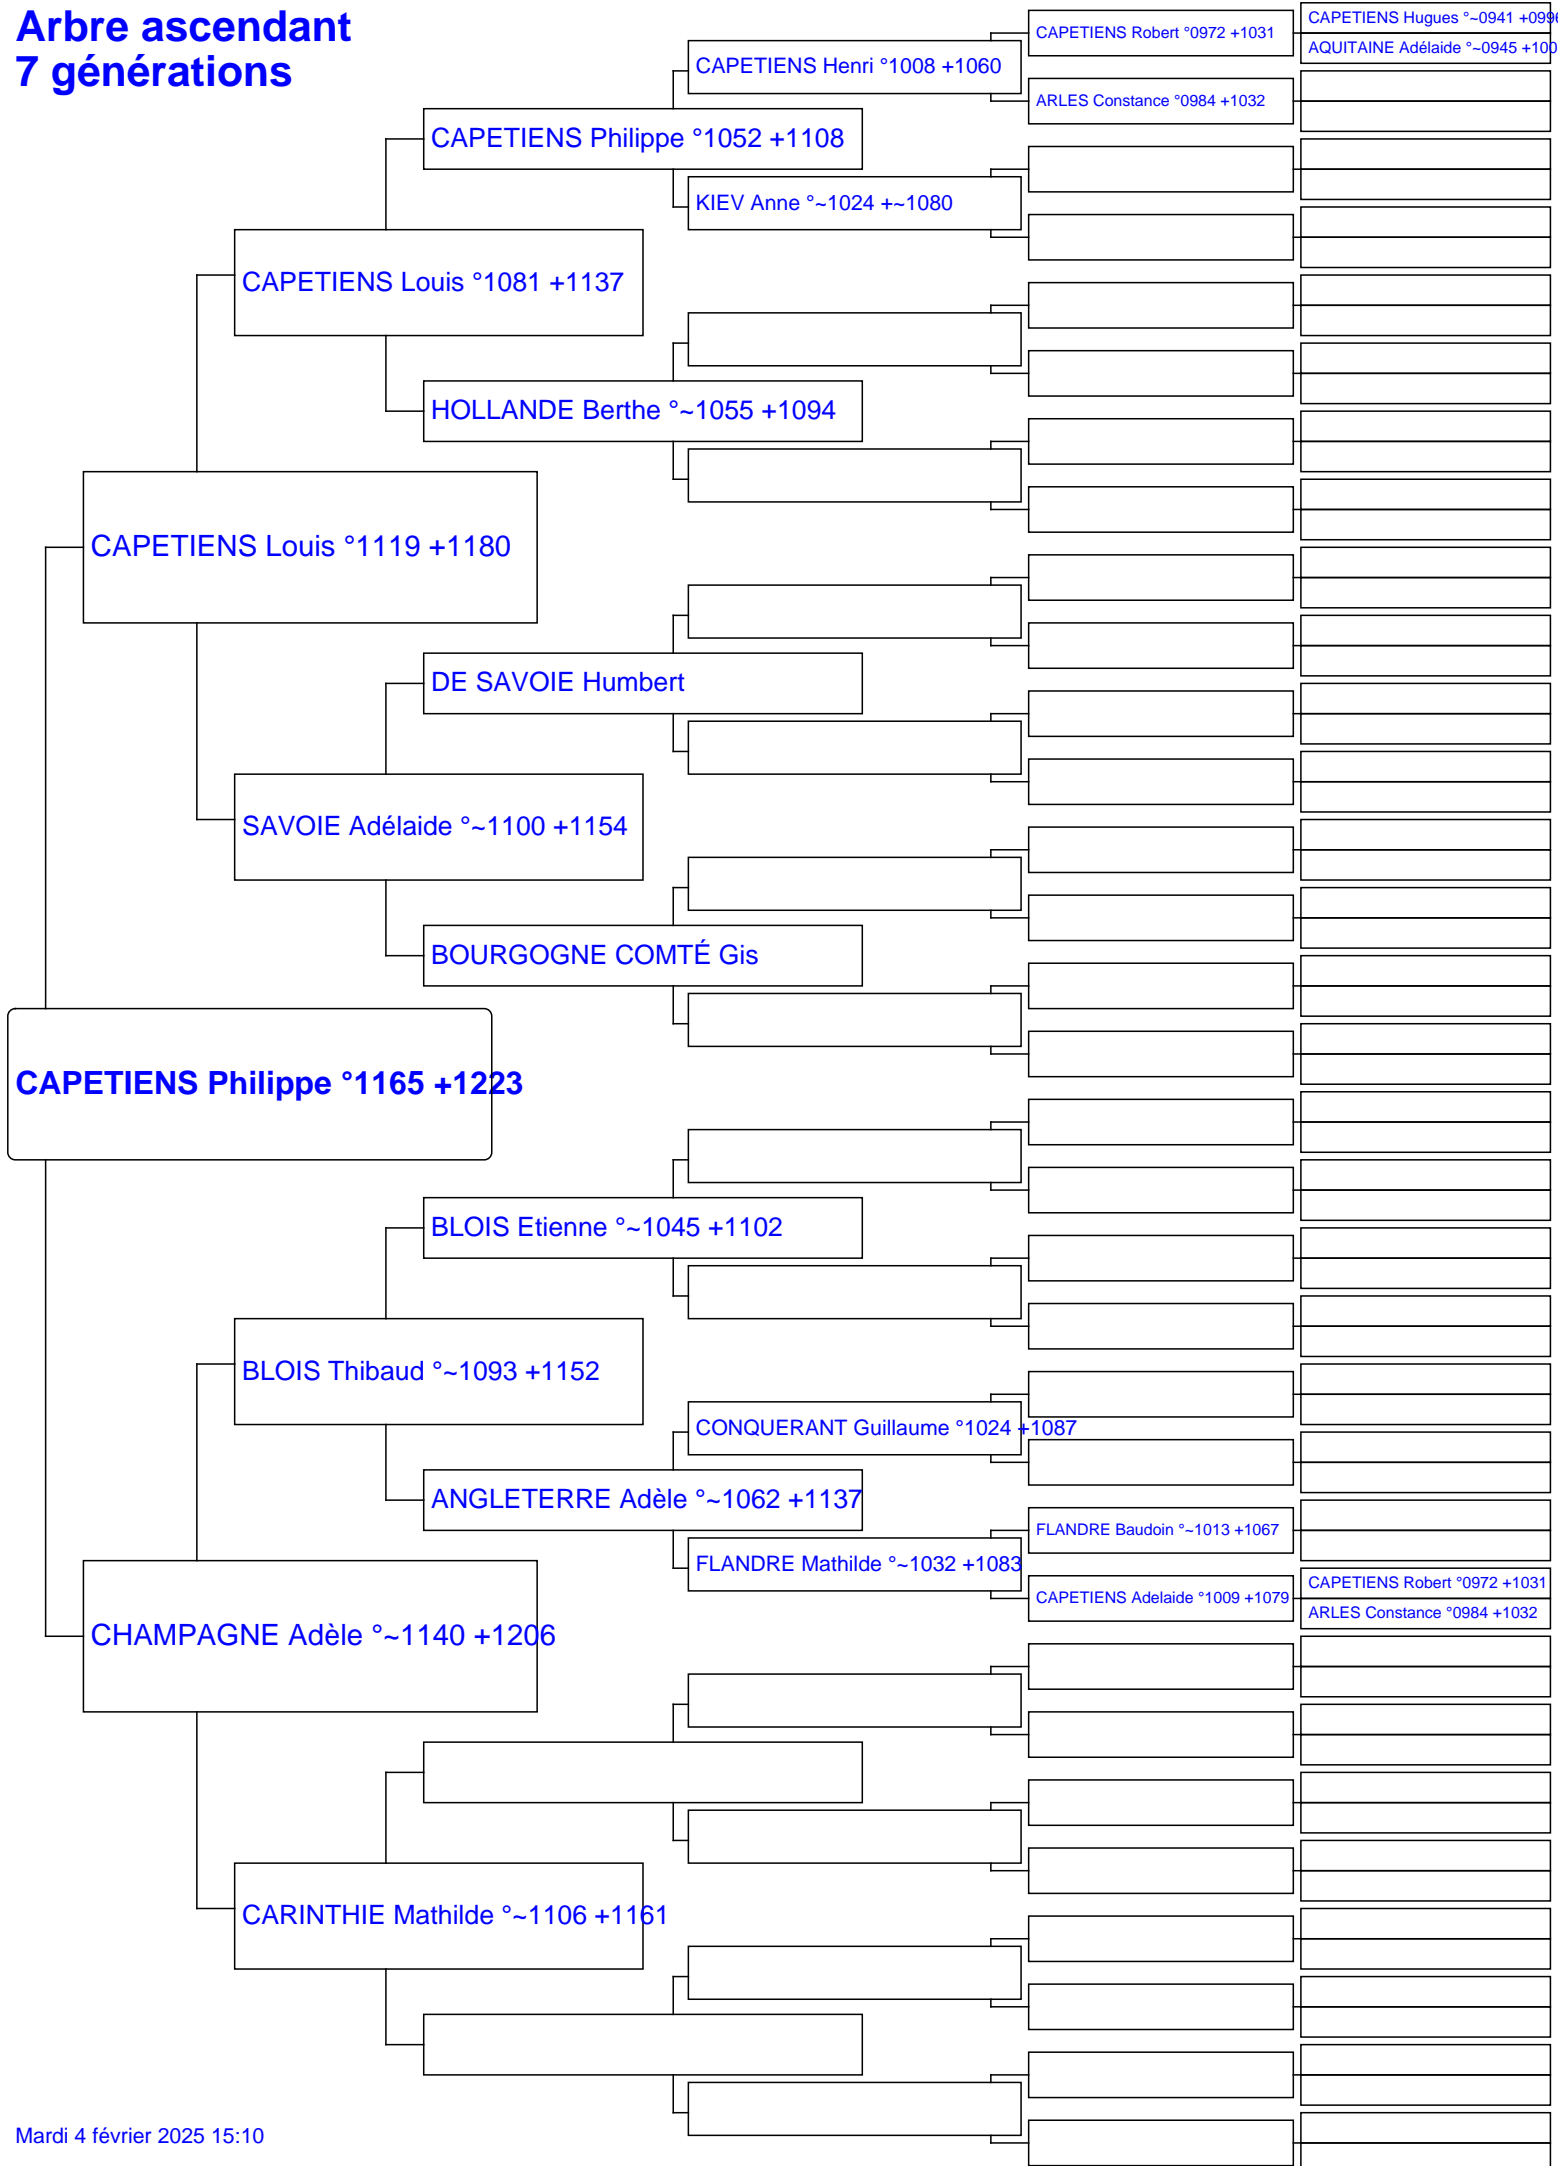 Arbre ascendant
7 générations
CAPETIENS Robert °0972 +1031
CAPETIENS Hugues °~0941 +0996
AQUITAINE Adélaide °~0945 +100
CAPETIENS Henri °1008 +1060
ARLES Constance °0984 +1032
CAPETIENS Philippe °1052 +1108
KIEV Anne °~1024 +~1080
CAPETIENS Louis °1081 +1137
HOLLANDE Berthe °~1055 +1094
CAPETIENS Louis °1119 +1180
DE SAVOIE Humbert
SAVOIE Adélaide °~1100 +1154
BOURGOGNE COMTÉ Gis
CAPETIENS Philippe °1165 +1223
BLOIS Etienne °~1045 +1102
BLOIS Thibaud °~1093 +1152
CONQUERANT Guillaume °1024 +1087
ANGLETERRE Adèle °~1062 +1137
FLANDRE Baudoin °~1013 +1067
FLANDRE Mathilde °~1032 +1083
CAPETIENS Adelaide °1009 +1079
CAPETIENS Robert °0972 +1031
ARLES Constance °0984 +1032
CHAMPAGNE Adèle °~1140 +1206
CARINTHIE Mathilde °~1106 +1161
Mardi 4 février 2025 15:10